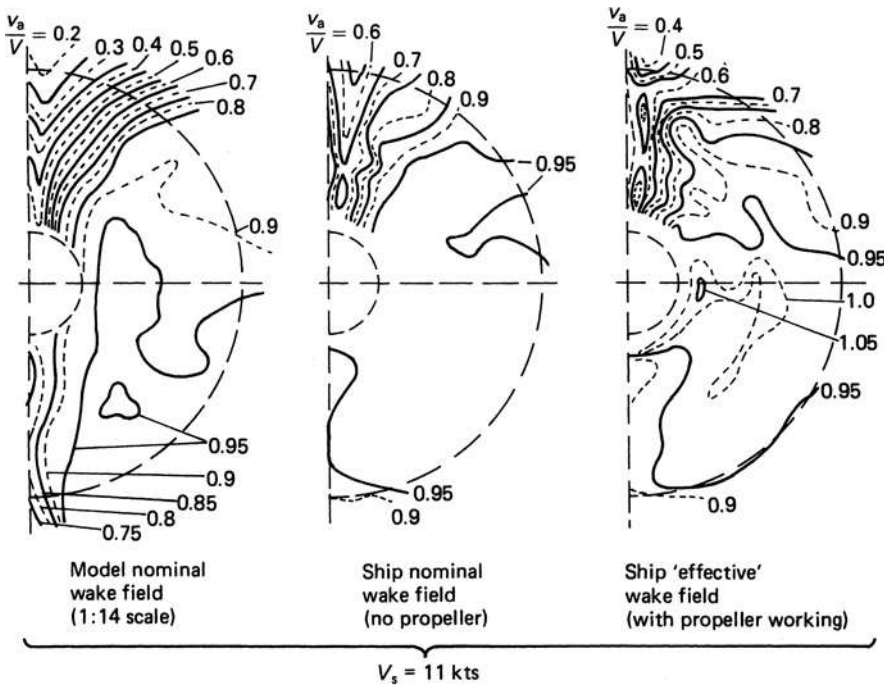 v_a/V = 0.2
0.3
0.4
0.5
0.6
0.7
0.8
0.9
0.95
0.9
0.85
0.8
0.75
Model nominal
wake field
(1:14 scale)
v_a/V = 0.6
0.7
0.8
0.9
0.95
0.95
0.9
Ship nominal
wake field
(no propeller)
v_a/V = 0.4
0.5
0.6
0.7
0.8
0.9
0.95
1.0
1.05
0.95
0.9
Ship 'effective'
wake field
(with propeller working)
V_s = 11 kts